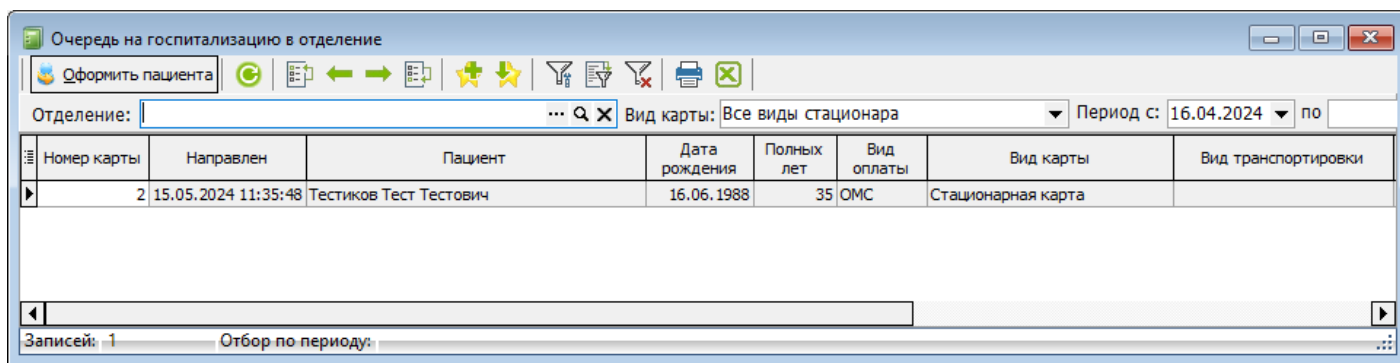 Очередь на госпитализацию в отделение
Оформить пациента
Отделение: Вид карты: Все виды стационара Период с: 16.04.2024 по
Номер карты Направлен Пациент Дата рождения Полных лет Вид оплаты Вид карты Вид транспортировки
2 15.05.2024 11:35:48 Тестиков Тест Тестович 16.06.1988 35 ОМС Стационарная карта
Записей: 1 Отбор по периоду: